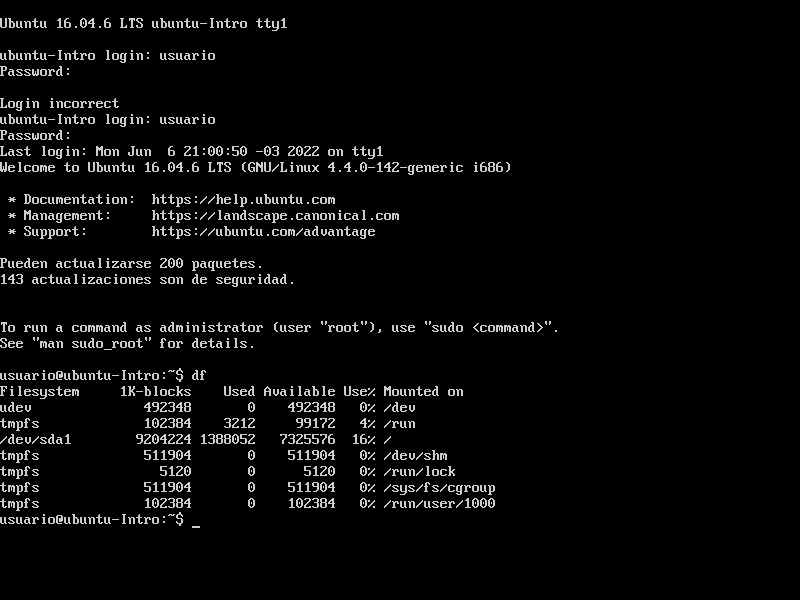 Ubuntu 16.04.6 LTS ubuntu-Intro tty1
ubuntu-Intro login: usuario
Password:
Login incorrect
ubuntu-Intro login: usuario
Password:
Last login: Mon Jun  6 21:00:50 -03 2022 on tty1
Welcome to Ubuntu 16.04.6 LTS (GNU/Linux 4.4.0-142-generic i686)
 * Documentation:  https://help.ubuntu.com
 * Management:     https://landscape.canonical.com
 * Support:        https://ubuntu.com/advantage
Pueden actualizarse 200 paquetes.
143 actualizaciones son de seguridad.
To run a command as administrator (user "root"), use "sudo <command>".
See "man sudo_root" for details.
usuario@ubuntu-Intro:~$ df
Filesystem     1K-blocks    Used Available Use% Mounted on
udev              492348       0    492348   0% /dev
tmpfs             102384    3212     99172   4% /run
/dev/sda1        9204224 1388052   7325576  16% /
tmpfs             511904       0    511904   0% /dev/shm
tmpfs               5120       0      5120   0% /run/lock
tmpfs             511904       0    511904   0% /sys/fs/cgroup
tmpfs             102384       0    102384   0% /run/user/1000
usuario@ubuntu-Intro:~$ _